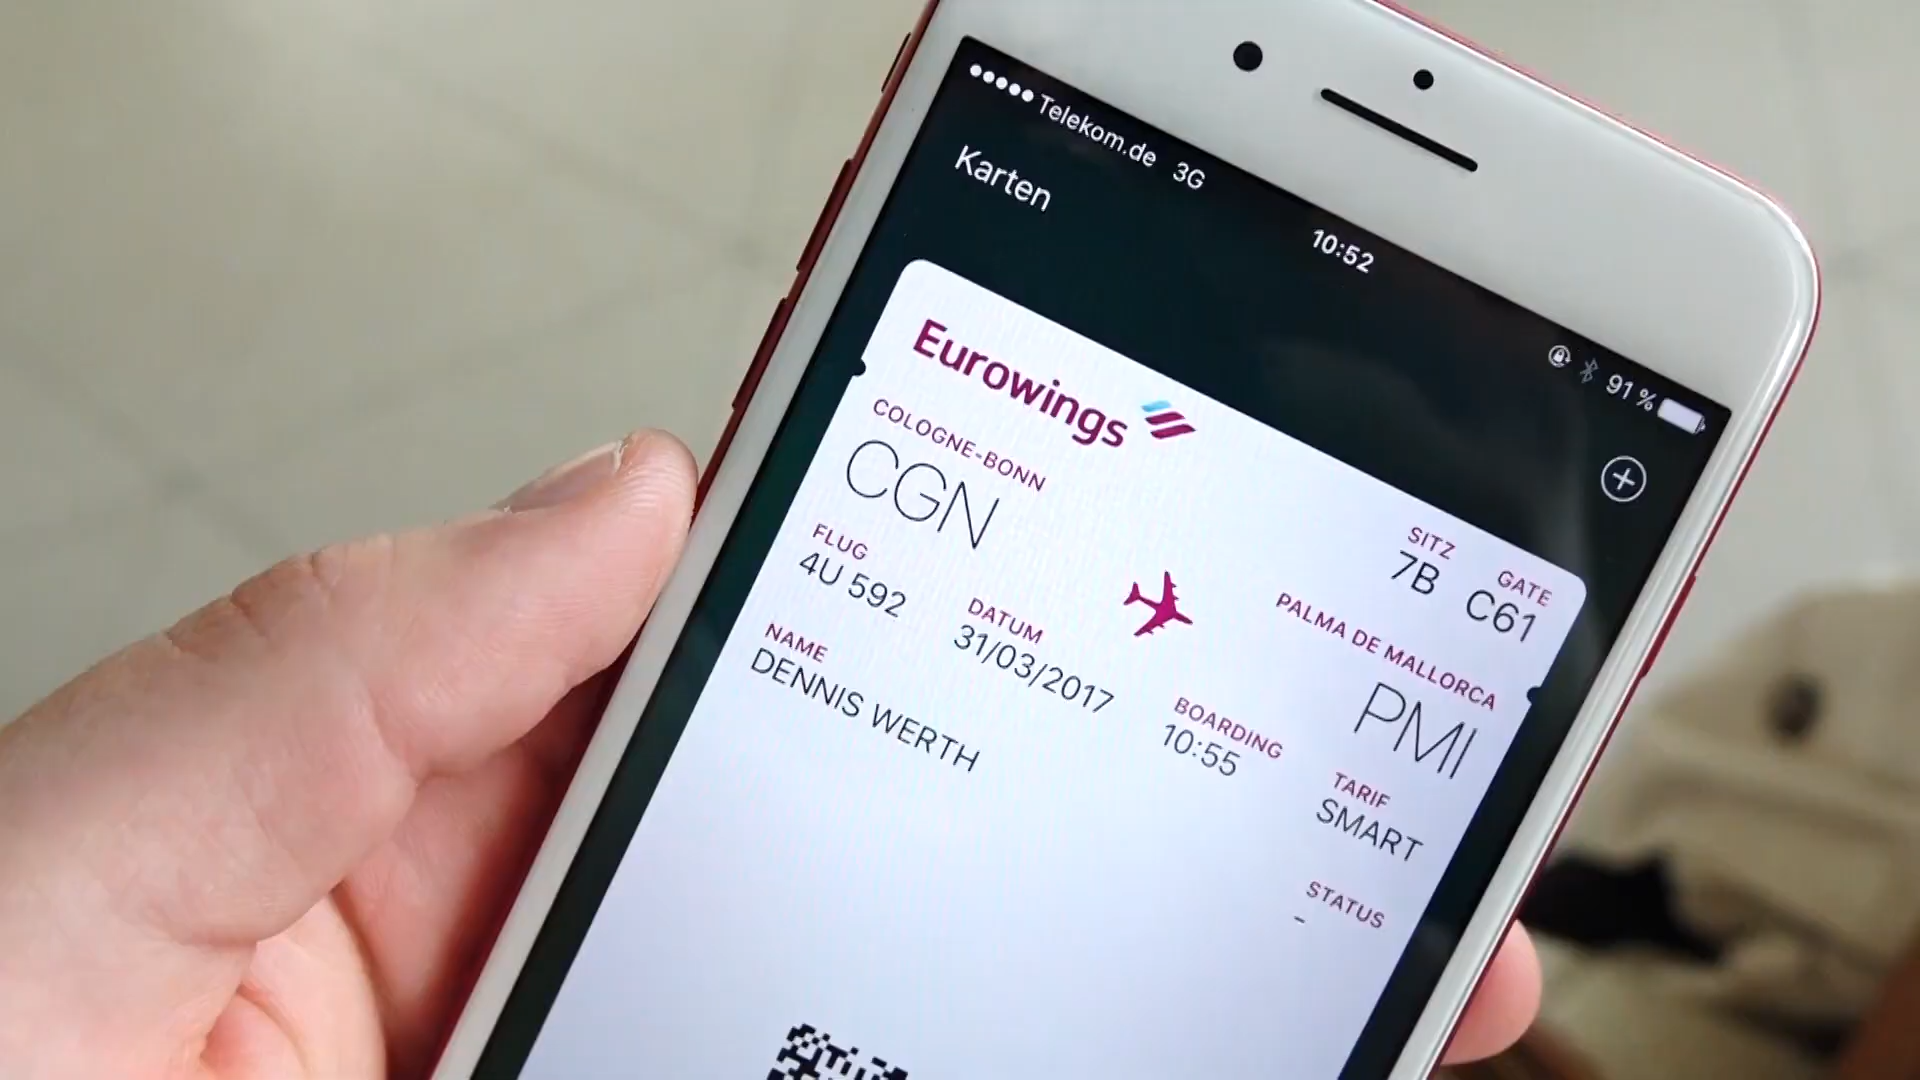 Telekom.de 3G 10:52 91 %
Karten
Eurowings
SITZ GATE
7B C61
COLOGNE-BONN PALMA DE MALLORCA
CGN PMI
FLUG DATUM BOARDING TARIF
4U 592 31/03/2017 10:55 SMART
NAME STATUS
DENNIS WERTH -